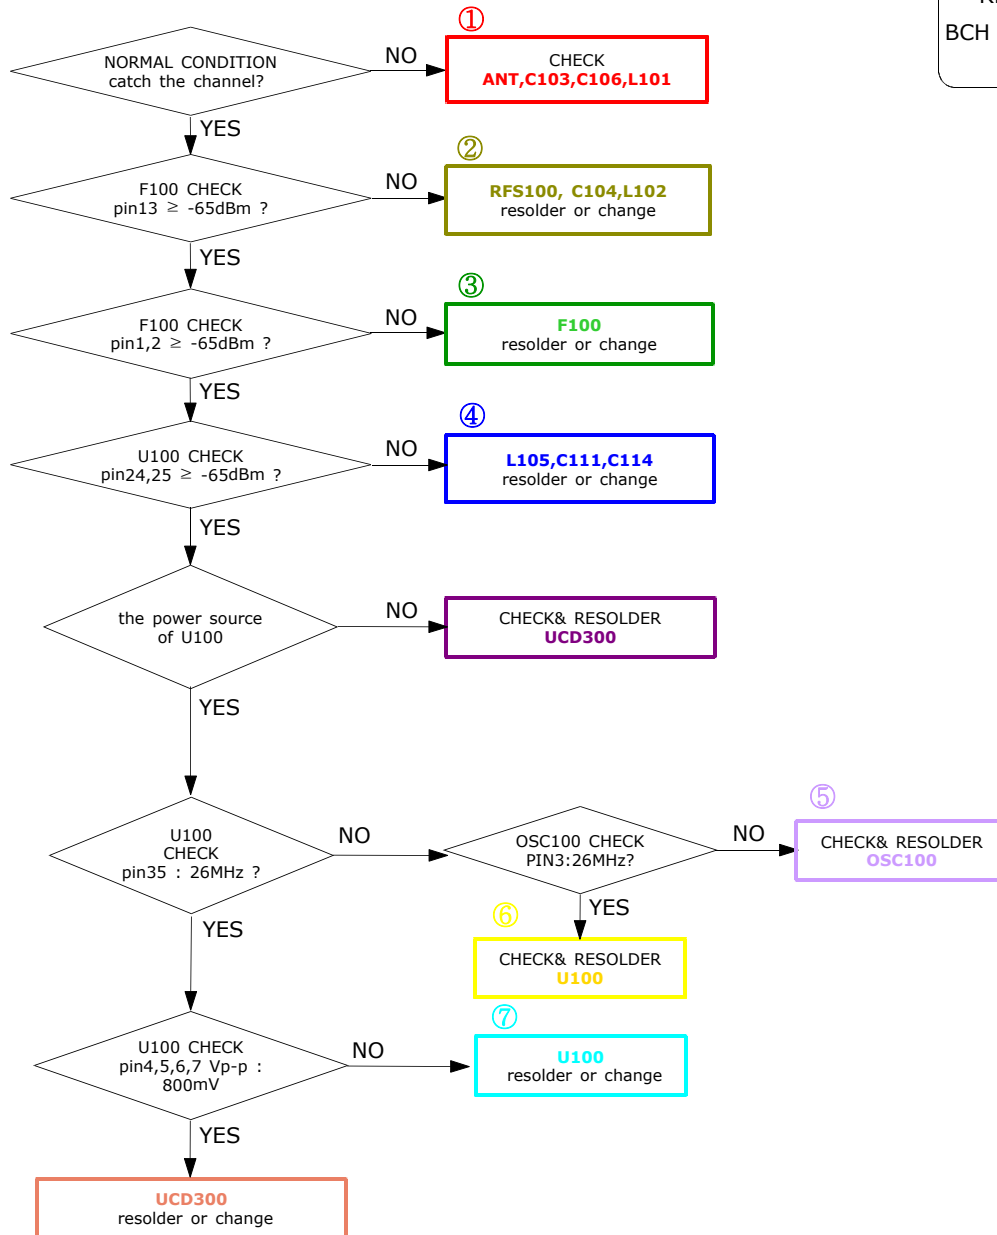 BCH
①
NORMAL CONDITION
catch the channel?
NO
CHECK
ANT,C103,C106,L101
YES
②
F100 CHECK
pin13 ≥ -65dBm ?
NO
RFS100, C104,L102
resolder or change
YES
③
F100 CHECK
pin1,2 ≥ -65dBm ?
NO
F100
resolder or change
YES
④
U100 CHECK
pin24,25 ≥ -65dBm ?
NO
L105,C111,C114
resolder or change
YES
the power source
of U100
NO
CHECK& RESOLDER
UCD300
YES
U100
CHECK
pin35 : 26MHz ?
NO
OSC100 CHECK
PIN3:26MHz?
NO
⑤
CHECK& RESOLDER
OSC100
YES
⑥
CHECK& RESOLDER
U100
YES
U100 CHECK
pin4,5,6,7 Vp-p :
800mV
NO
⑦
U100
resolder or change
YES
UCD300
resolder or change